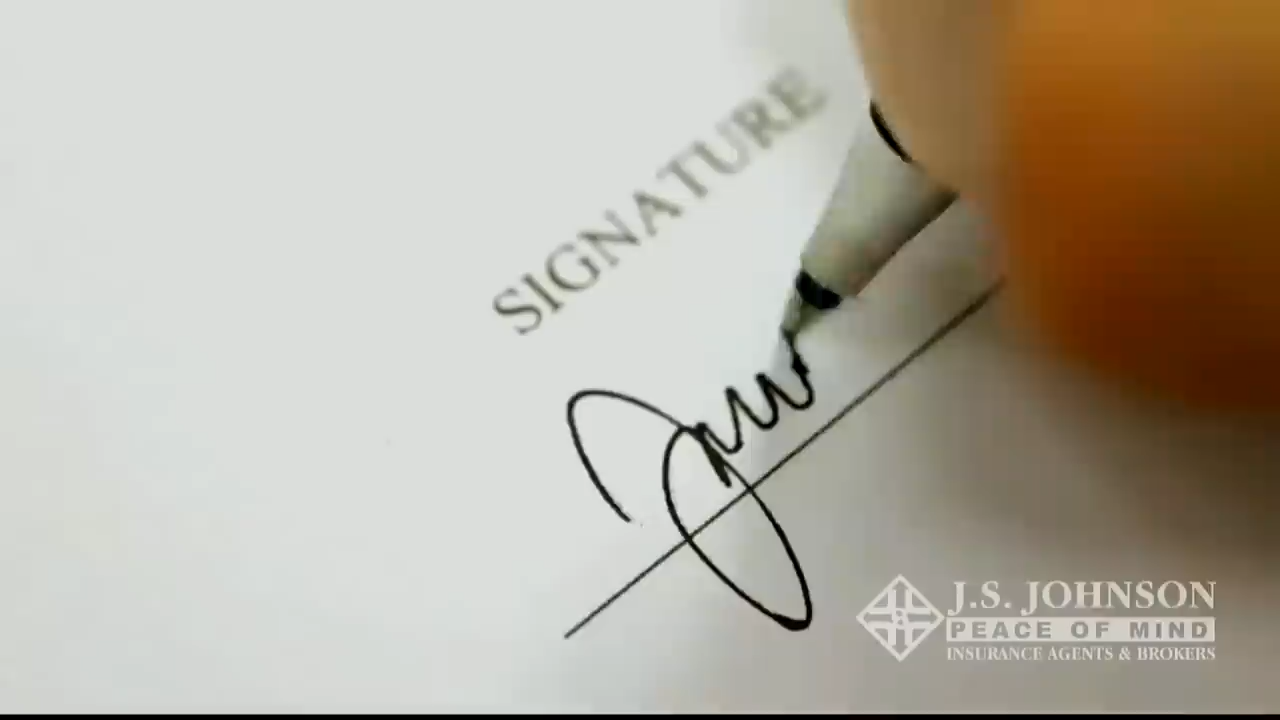 SIGNATURE
J.S. JOHNSON
PEACE OF MIND
INSURANCE AGENTS & BROKERS